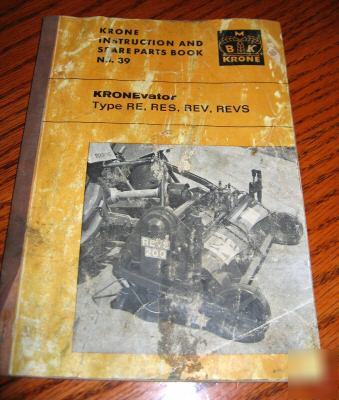 KRONE
INSTRUCTION AND
SPARE PARTS BOOK
No. 39
M
B K
KRONE
KRONEvator
Type RE, RES, REV, REVS
REVS
200